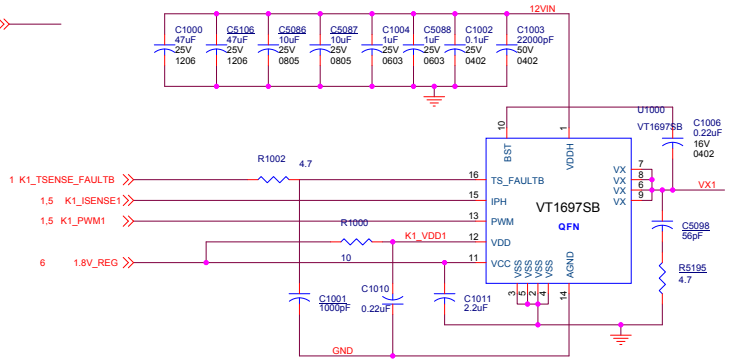 12VIN
C1000 C5106 C5086 C5087 C1004 C5088 C1002 C1003
47uF 47uF 10uF 10uF 1uF 1uF 0.1uF 22000pF
25V 25V 25V 25V 25V 25V 25V 50V
1206 1206 0805 0805 0603 0603 0402 0402
U1000
VT1697SB
C1006
0.22uF
16V
0402
10 1
BST VDDH
R1002 4.7
1 K1_TSENSE_FAULTB 16 TS_FAULTB
1,5 K1_ISENSE1 15 IPH
1,5 K1_PWM1 13 PWM
R1000 K1_VDD1 12 VDD
10
6 1.8V_REG 11 VCC
VT1697SB
QFN
VX 7
VX 8
VX 6
VX 9
VX1
VSS VSS VSS VSS AGND
3 5 2 4 14
C5098
56pF
R5195
4.7
C1001
1000pF
C1010
0.22uF
C1011
2.2uF
GND